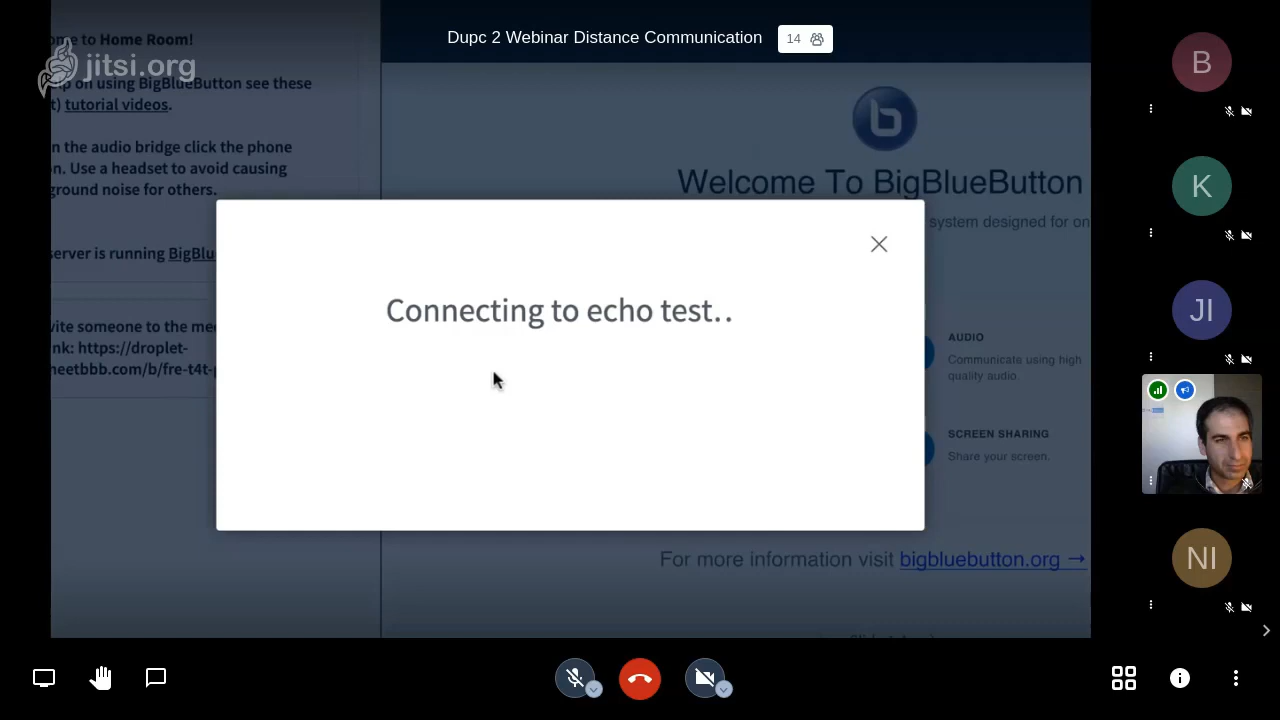 ome to Home Room!
jitsi.org
on using BigBlueButton see these
t) tutorial videos.
n the audio bridge click the phone
n. Use a headset to avoid causing
ground noise for others.
erver is running BigBlu
vite someone to the me
nk: https://droplet-
eetbbb.com/b/fre-t4t-
Dupc 2 Webinar Distance Communication
14
Welcome To BigBlueButton
system designed for on
Connecting to echo test..
AUDIO
Communicate using high
quality audio.
SCREEN SHARING
Share your screen.
For more information visit bigbluebutton.org →
B
K
JI
NI